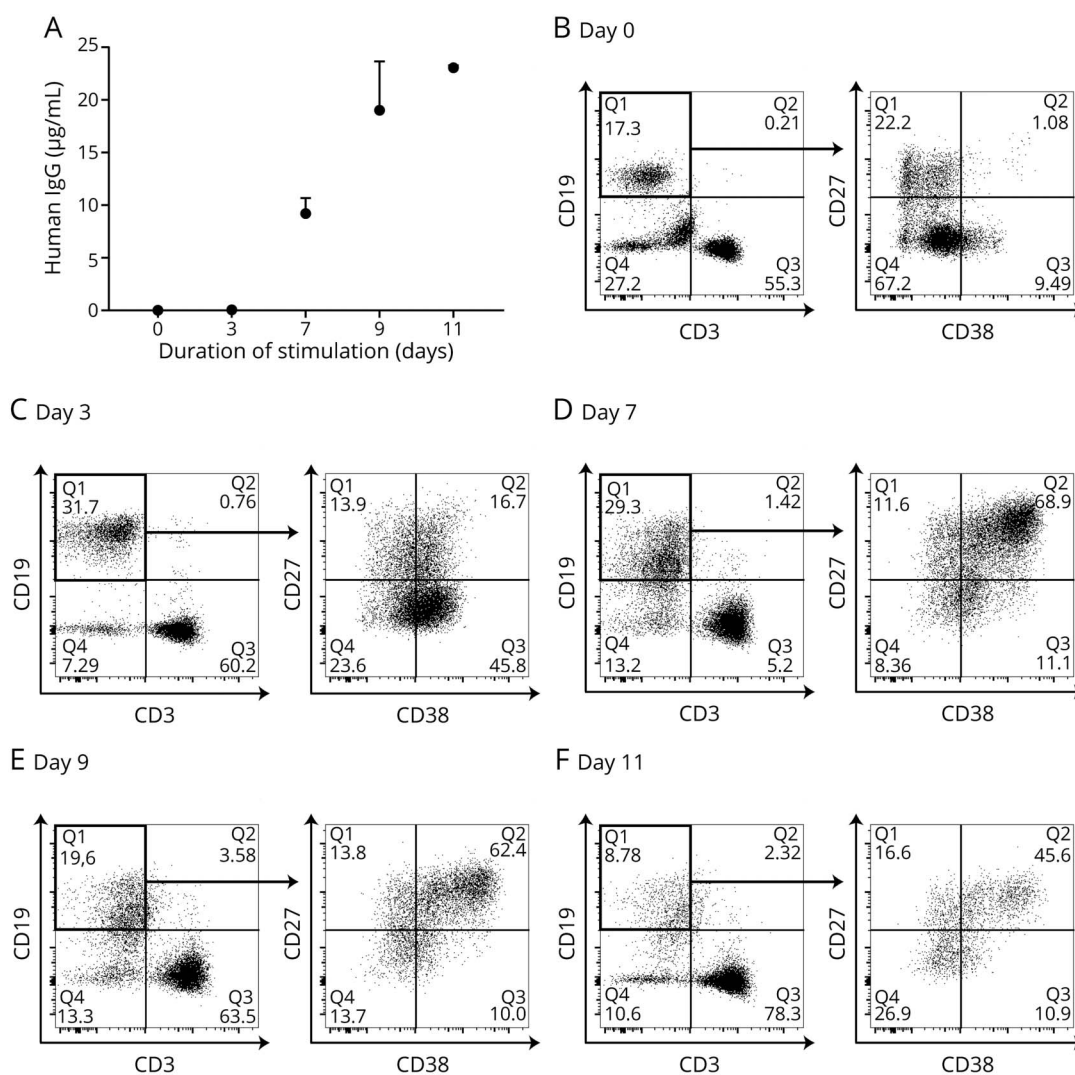 A
25
20
15
10
5
0
Human IgG (µg/mL)
0 3 7 9 11
Duration of stimulation (days)
B Day 0
Q1
17.3
Q2
0.21
Q4
27.2
Q3
55.3
CD19
CD3
Q1
22.2
Q2
1.08
Q4
67.2
Q3
9.49
CD27
CD38
C Day 3
Q1
31.7
Q2
0.76
Q4
7.29
Q3
60.2
CD19
CD3
Q1
13.9
Q2
16.7
Q4
23.6
Q3
45.8
CD27
CD38
D Day 7
Q1
29.3
Q2
1.42
Q4
13.2
Q3
5.2
CD19
CD3
Q1
11.6
Q2
68.9
Q4
8.36
Q3
11.1
CD27
CD38
E Day 9
Q1
19,6
Q2
3.58
Q4
13.3
Q3
63.5
CD19
CD3
Q1
13.8
Q2
62.4
Q4
13.7
Q3
10.0
CD27
CD38
F Day 11
Q1
8.78
Q2
2.32
Q4
10.6
Q3
78.3
CD19
CD3
Q1
16.6
Q2
45.6
Q4
26.9
Q3
10.9
CD27
CD38